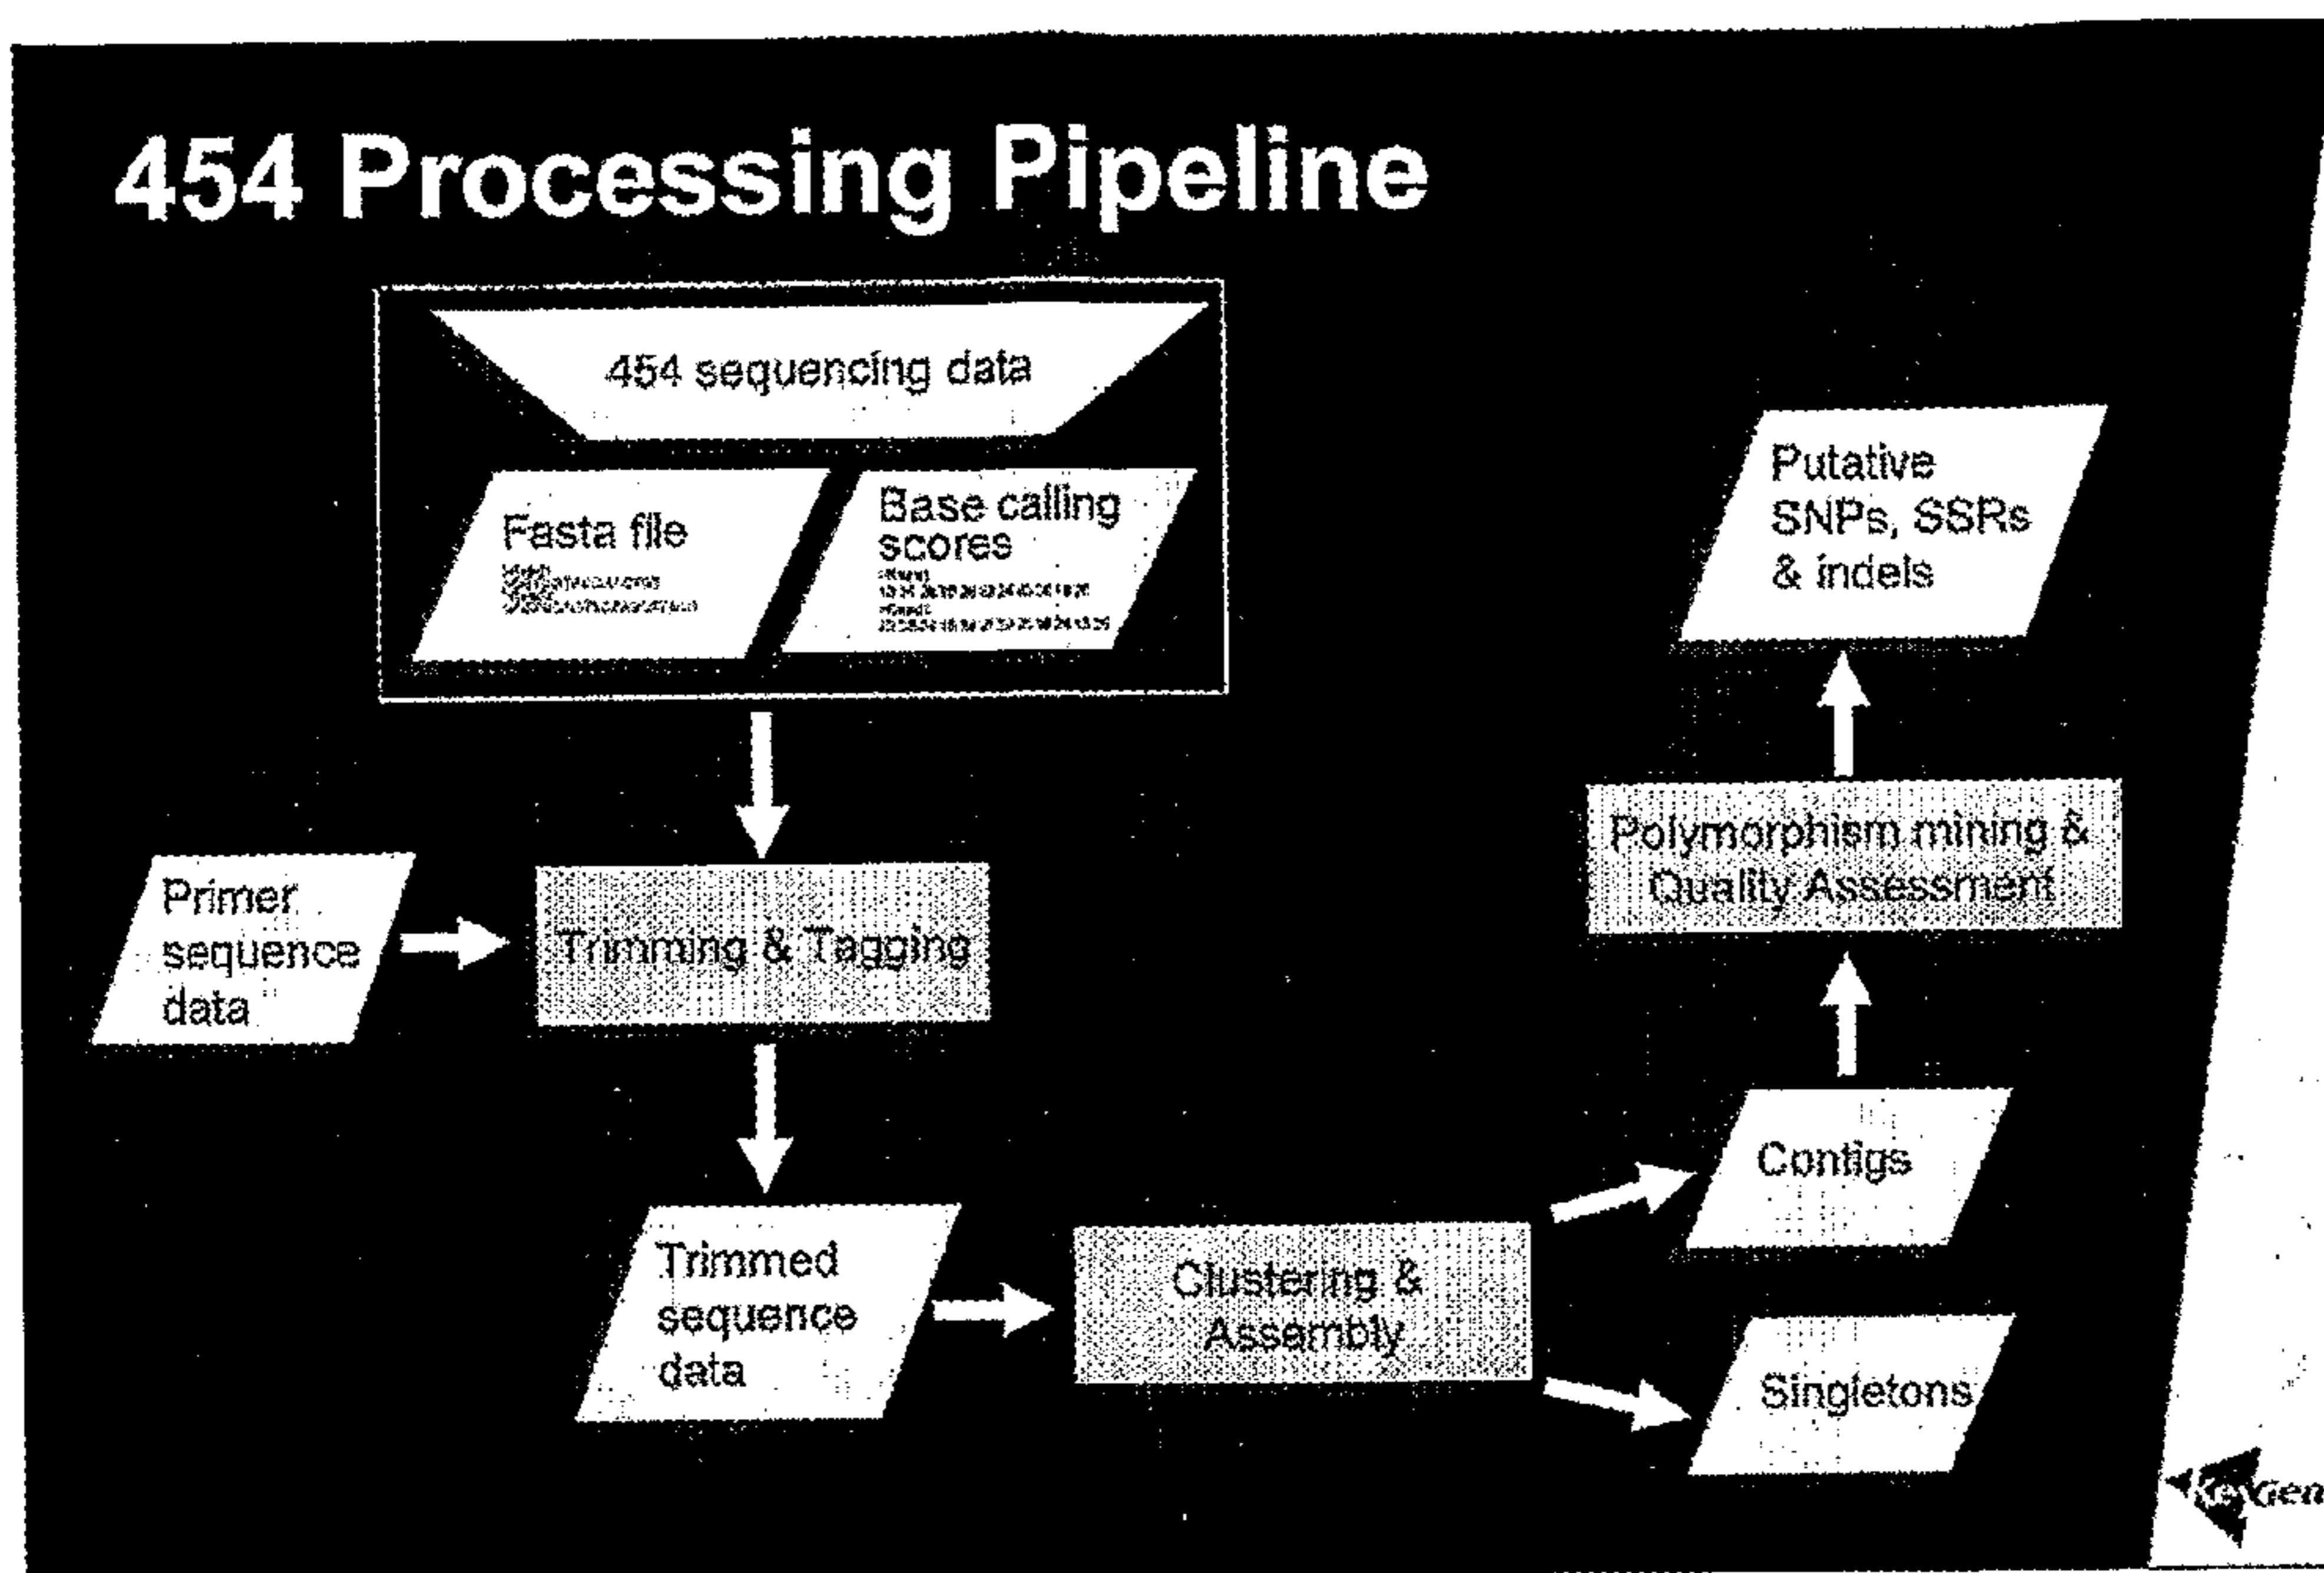 454 Processing Pipeline
454 sequencing data
Fasta file
Base calling
scores
Putative
SNPs, SSRs
& indels
Primer
sequence
data
Trimming & Tagging
Polymorphism mining &
Quality Assessment
Trimmed
sequence
data
Clustering &
Assembly
Contigs
Singletons